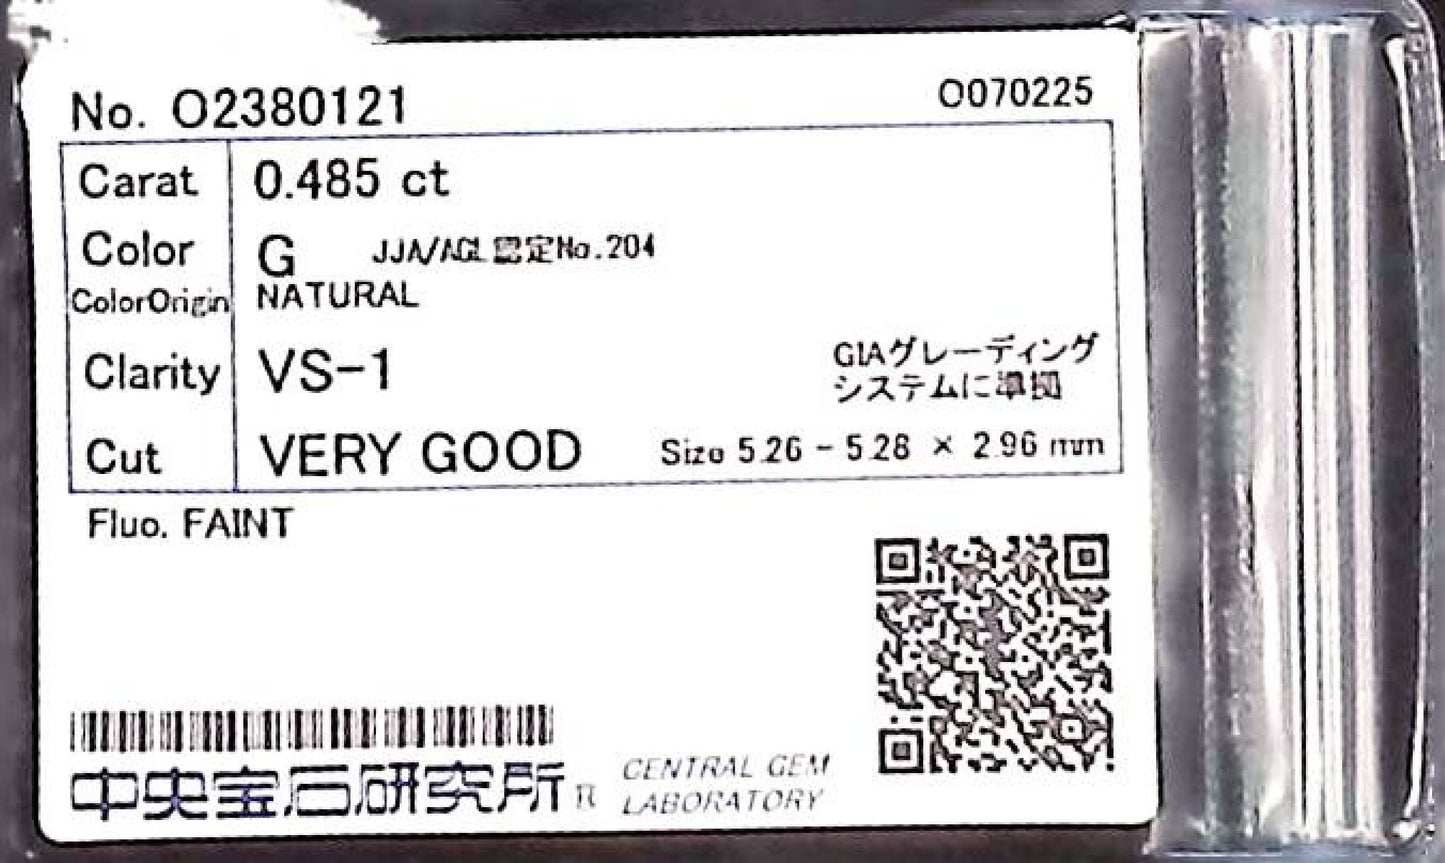 No. O2380121
O070225
Carat 0.485 ct
Color G JJA/AGL 認定No.204
ColorOrigin NATURAL
Clarity VS-1
GIAグレーディング
システムに準拠
Cut VERY GOOD Size 5.26 - 5.28 × 2.96 mm
Fluo. FAINT
中央宝石研究所
CENTRAL GEM
LABORATORY